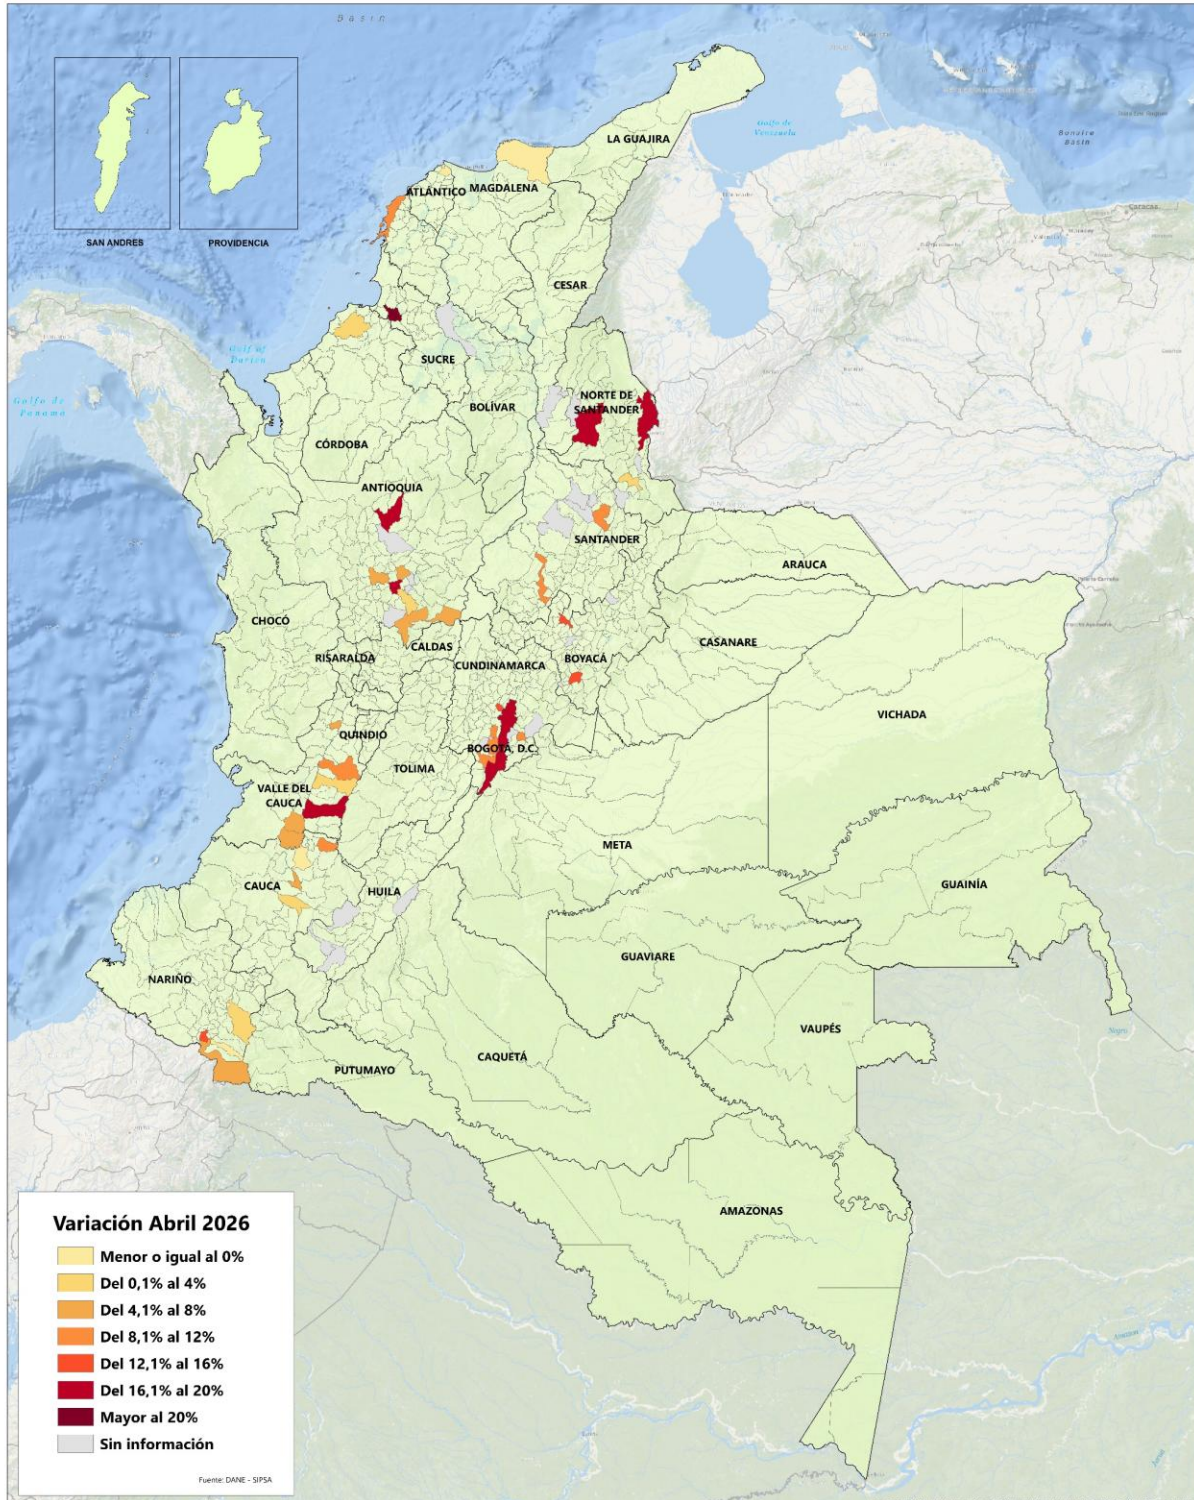 Basin
LA GUAJIRA
Golfo de
Venezuela
ATLÁNTICO
MAGDALENA
SAN ANDRES
PROVIDENCIA
CESAR
Golf of
Darien
SUCRE
Golfo de
Panamá
BOLÍVAR
NORTE DE
SANTANDER
CÓRDOBA
ANTIOQUIA
SANTANDER
ARAUCA
CHOCÓ
CASANARE
RISARALDA
CALDAS
CUNDINAMARCA
BOYACÁ
VICHADA
QUINDIO
BOGOTÁ, D.C.
TOLIMA
VALLE DEL
CAUCA
META
CAUCA
HUILA
GUAINÍA
GUAVIARE
NARIÑO
VAUPÉS
CAQUETÁ
PUTUMAYO
AMAZONAS
Variación Abril 2026
Menor o igual al 0%
Del 0,1% al 4%
Del 4,1% al 8%
Del 8,1% al 12%
Del 12,1% al 16%
Del 16,1% al 20%
Mayor al 20%
Sin información
Fuente: DANE - SIPSA